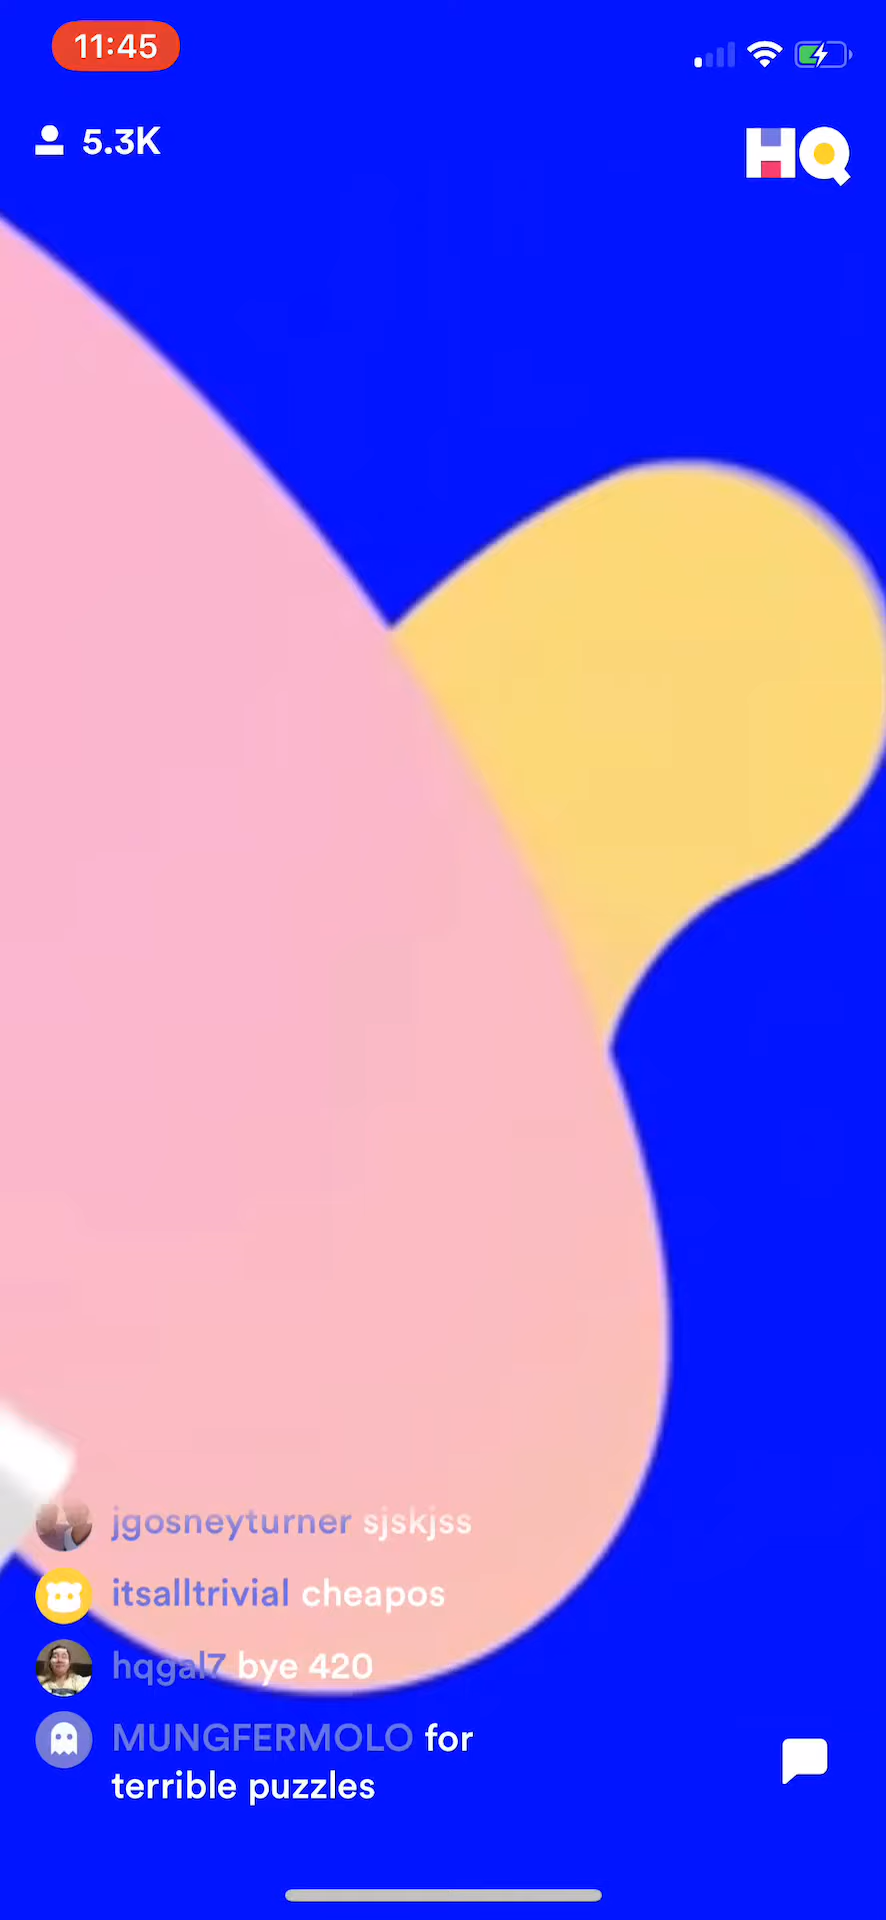 11:45
5.3K
HQ
jgosneyturner sjskjss
itsalltrivial cheapos
hqgal7 bye 420
MUNGFERMOLO for
terrible puzzles